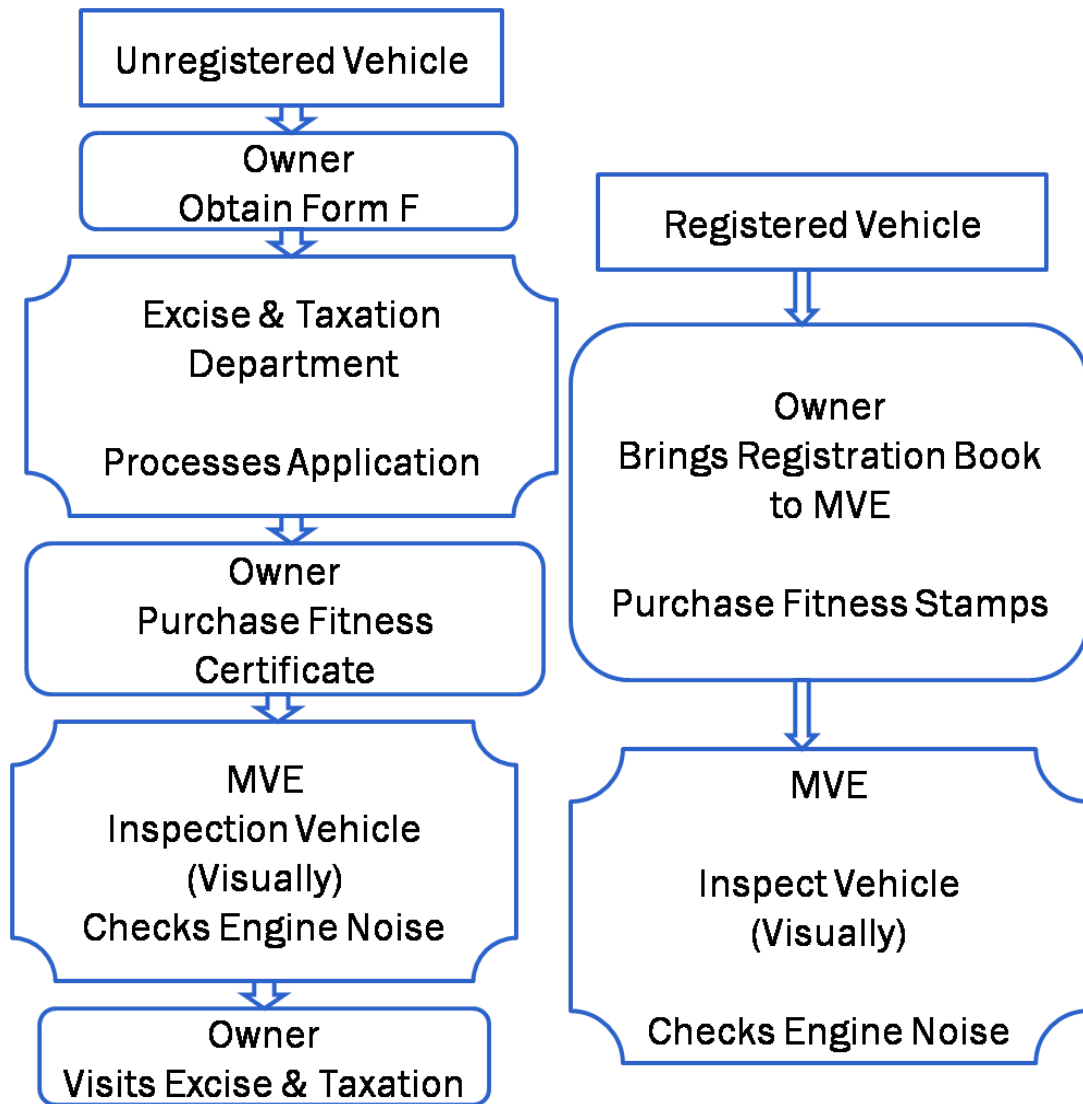 Unregistered Vehicle
Owner
Obtain Form F
Excise & Taxation
Department
Processes Application
Owner
Purchase Fitness
Certificate
MVE
Inspection Vehicle
(Visually)
Checks Engine Noise
Owner
Visits Excise & Taxation
Registered Vehicle
Owner
Brings Registration Book
to MVE
Purchase Fitness Stamps
MVE
Inspect Vehicle
(Visually)
Checks Engine Noise